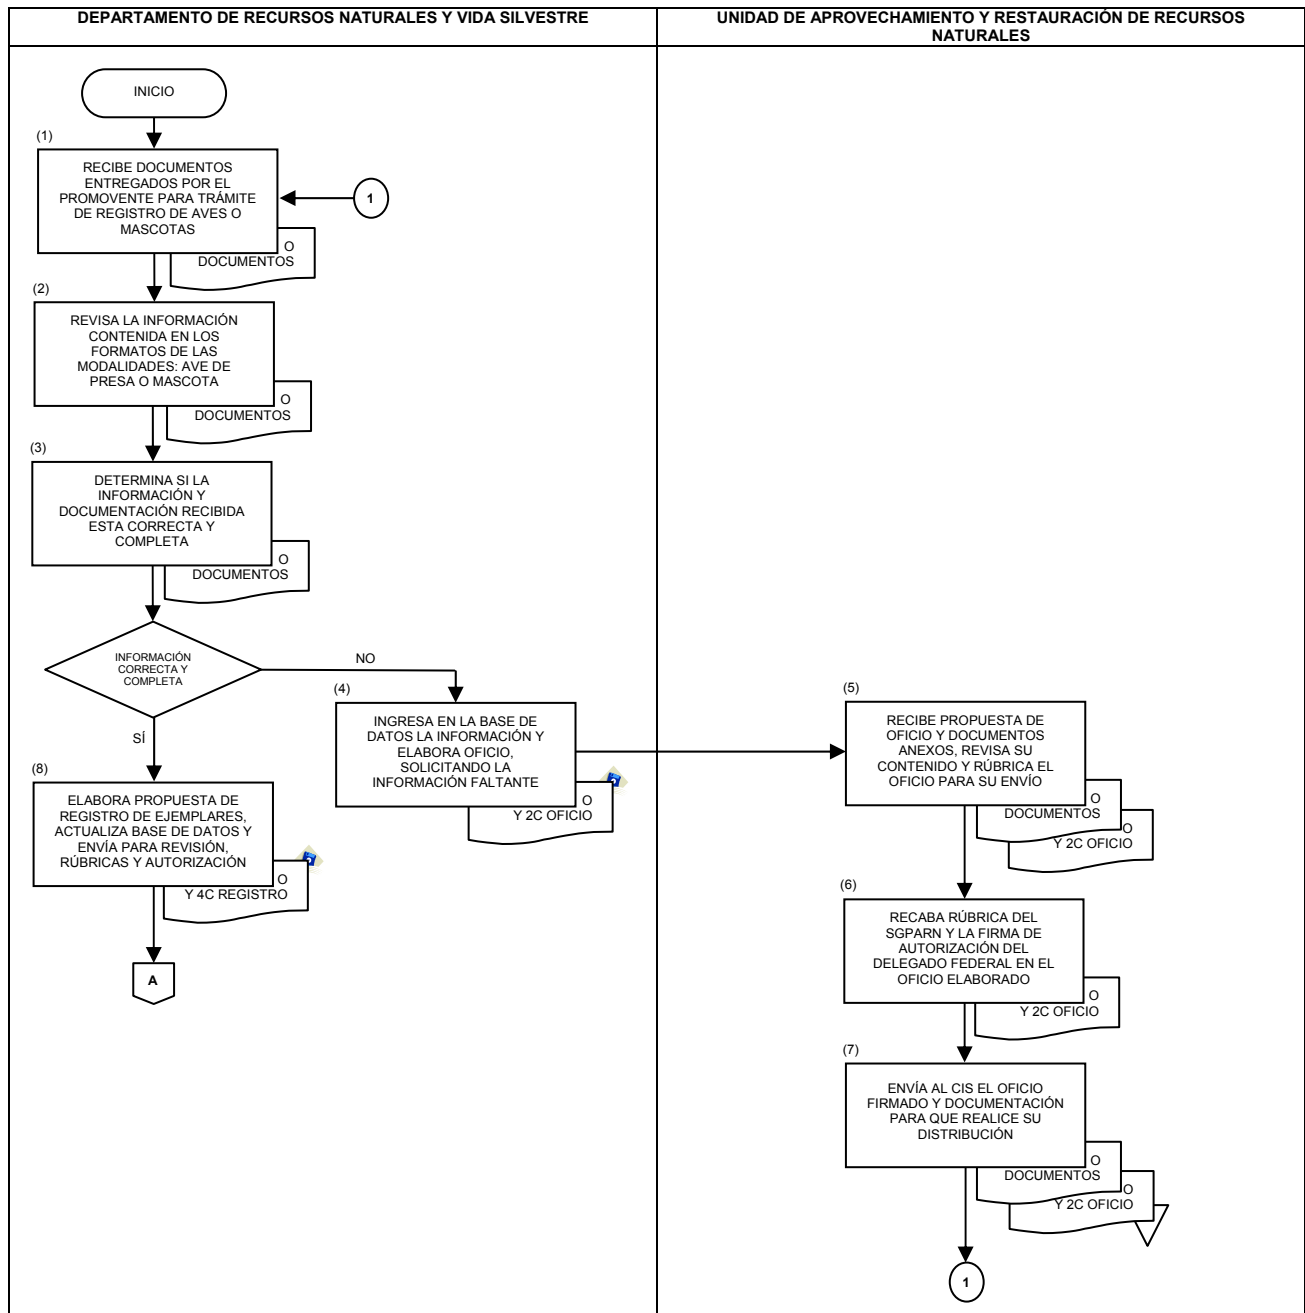 DEPARTAMENTO DE RECURSOS NATURALES Y VIDA SILVESTRE
UNIDAD DE APROVECHAMIENTO Y RESTAURACIÓN DE RECURSOS
NATURALES
INICIO
(1)
RECIBE DOCUMENTOS
ENTREGADOS POR EL
PROMOVENTE PARA TRÁMITE
DE REGISTRO DE AVES O
MASCOTAS
1
O
DOCUMENTOS
(2)
REVISA LA INFORMACIÓN
CONTENIDA EN LOS
FORMATOS DE LAS
MODALIDADES: AVE DE
PRESA O MASCOTA
O
DOCUMENTOS
(3)
DETERMINA SI LA
INFORMACIÓN Y
DOCUMENTACIÓN RECIBIDA
ESTA CORRECTA Y
COMPLETA
O
DOCUMENTOS
INFORMACIÓN
CORRECTA Y
COMPLETA
NO
SÍ
(4)
INGRESA EN LA BASE DE
DATOS LA INFORMACIÓN Y
ELABORA OFICIO,
SOLICITANDO LA
INFORMACIÓN FALTANTE
O
Y 2C OFICIO
(5)
RECIBE PROPUESTA DE
OFICIO Y DOCUMENTOS
ANEXOS, REVISA SU
CONTENIDO Y RÚBRICA EL
OFICIO PARA SU ENVÍO
O
DOCUMENTOS
O
Y 2C OFICIO
(8)
ELABORA PROPUESTA DE
REGISTRO DE EJEMPLARES,
ACTUALIZA BASE DE DATOS Y
ENVÍA PARA REVISIÓN,
RÚBRICAS Y AUTORIZACIÓN
O
Y 4C REGISTRO
A
(6)
RECABA RÚBRICA DEL
SGPARN Y LA FIRMA DE
AUTORIZACIÓN DEL
DELEGADO FEDERAL EN EL
OFICIO ELABORADO
O
Y 2C OFICIO
(7)
ENVÍA AL CIS EL OFICIO
FIRMADO Y DOCUMENTACIÓN
PARA QUE REALICE SU
DISTRIBUCIÓN
O
DOCUMENTOS
O
Y 2C OFICIO
1